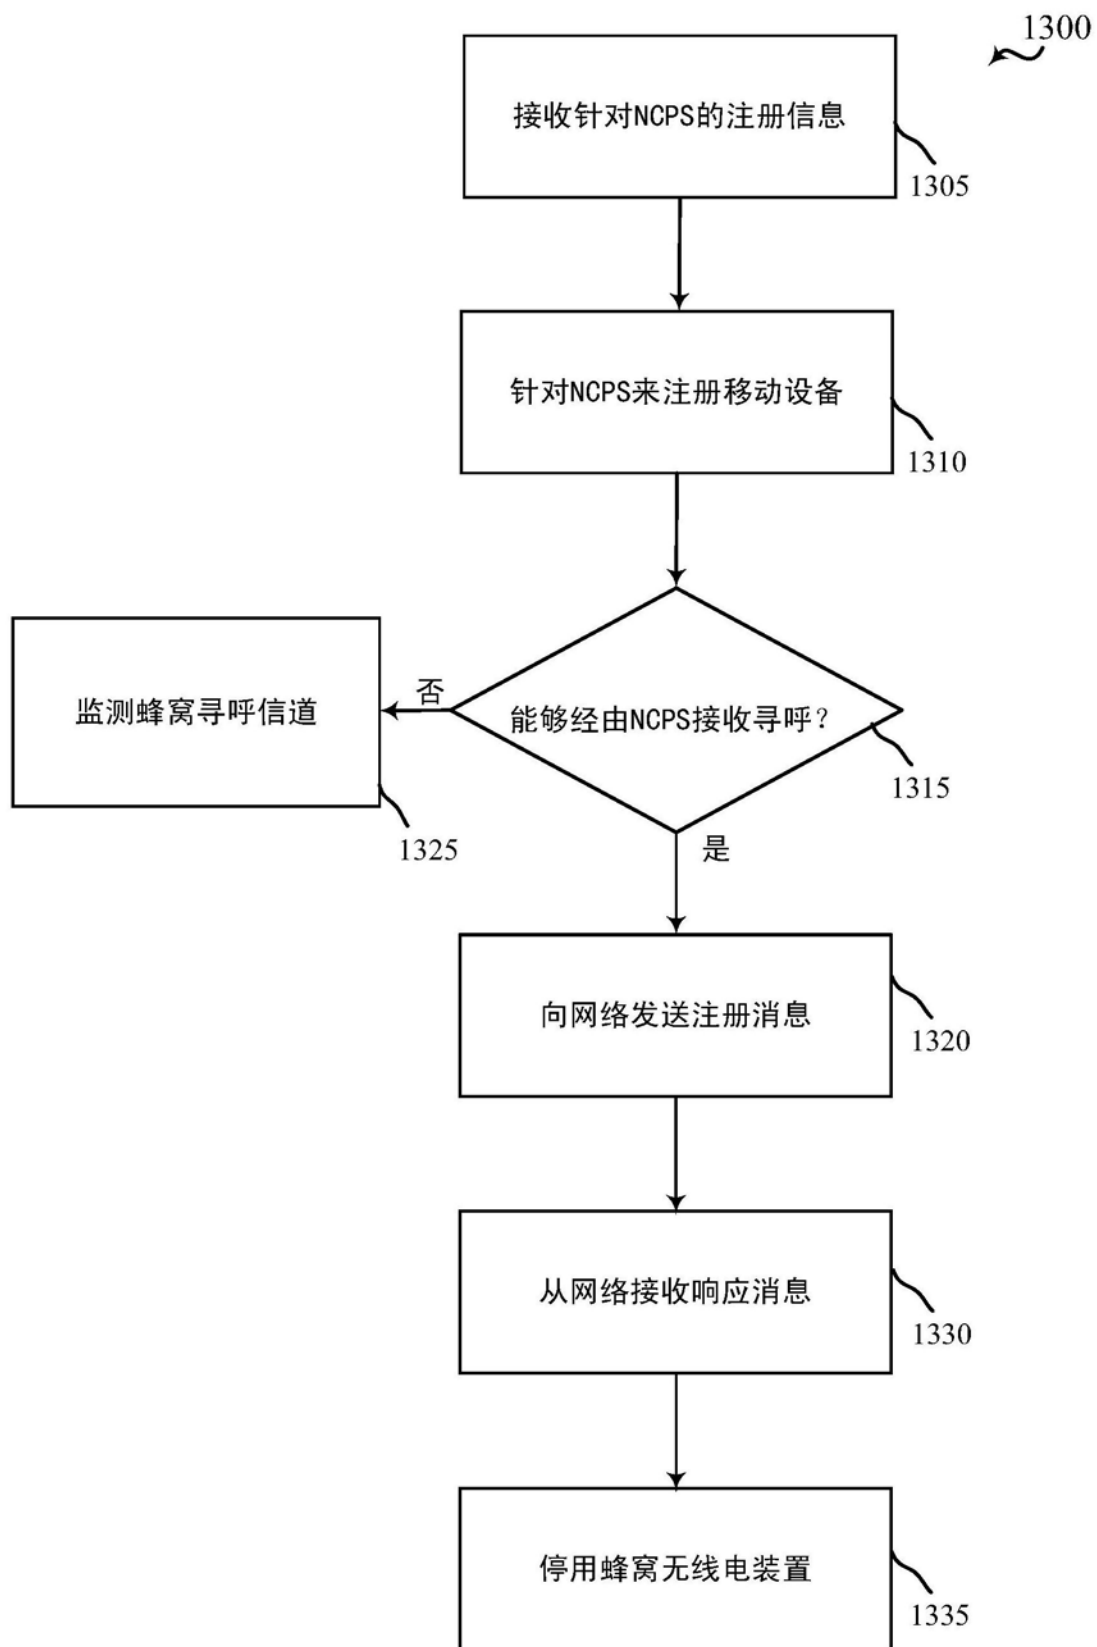 1300
接收针对NCPS的注册信息
1305
针对NCPS来注册移动设备
1310
能够经由NCPS接收寻呼?
1315
否
监测蜂窝寻呼信道
1325
是
向网络发送注册消息
1320
从网络接收响应消息
1330
停用蜂窝无线电装置
1335